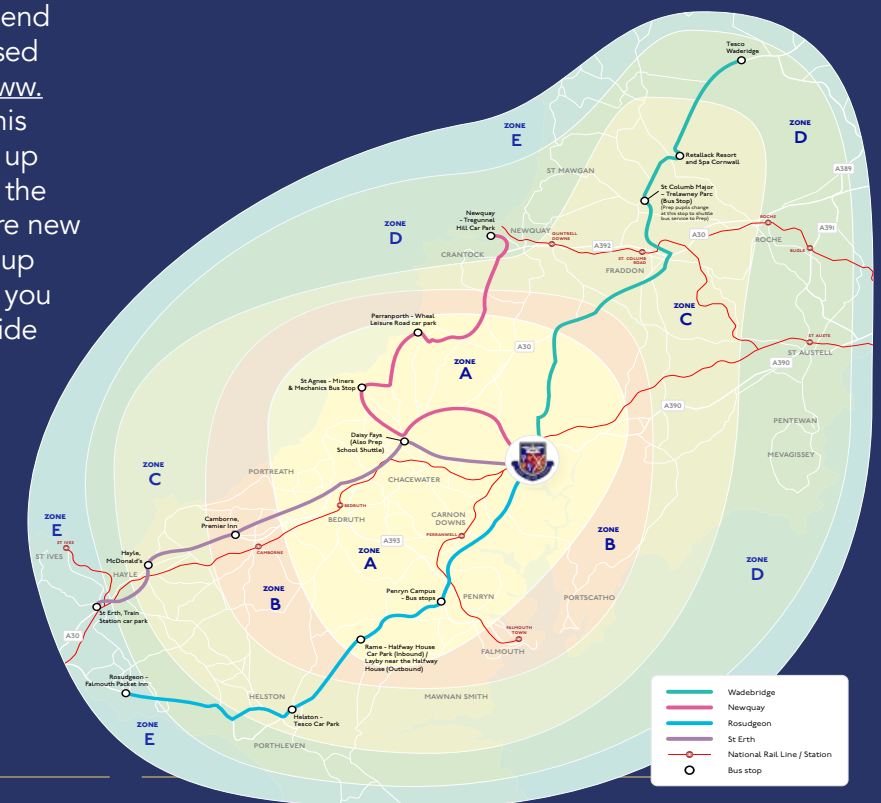 end
sed
ww.
his
up
the
re new
up
you
ide
Tesco
Waderidge
ZONE
D
ZONE
E
A389
Retallack Resort
and Spa Cornwall
ST MAWGAN
St Columb Major
– Trelawney Parc
(Bus Stop)
(Prep pupils change
at this stop to shuttle
bus service to Prep)
Newquay
- Tregunnel
Hill Car Park
ZONE
D
NEWQUAY
QUINTRELL
DOWNS
A392
A30
ROCHE
ROCHE
A391
BUGLE
CRANTOCK
ST. COLUMB
ROAD
FRADDON
ZONE
C
Perranporth - Wheal
Leisure Road car park
A30
ST AUSTE
ST AUSTELL
A390
ZONE
A
St Agnes - Miners
& Mechanics Bus Stop
A390
PENTEWAN
Daisy Fays
(Also Prep
School Shuttle)
MEVAGISSEY
ZONE
C
PORTREATH
CHACEWATER
BEDRUTH
BEDRUTH
CARNON
DOWNS
ZONE
E
Camborne,
Premier Inn
PERRANWELL
A393
ZONE
B
ST IVES
ST IVES
Hayle,
McDonald's
CAMBORNE
ZONE
A
ZONE
D
HAYLE
ZONE
B
Penryn Campus
- Bus stops
PENRYN
PORTSCATHO
St Erth, Train
Station car park
A30
FALMOUTH
TOWN
FALMOUTH
Rame - Halfway House
Car Park (Inbound) /
Layby near the Halfway
House (Outbound)
Rosudgeon -
Falmouth Packet Inn
HELSTON
MAWNAN SMITH
Helston -
Tesco Car Park
ZONE
E
PORTHLEVEN
Wadebridge
Newquay
Rosudgeon
St Erth
National Rail Line / Station
Bus stop